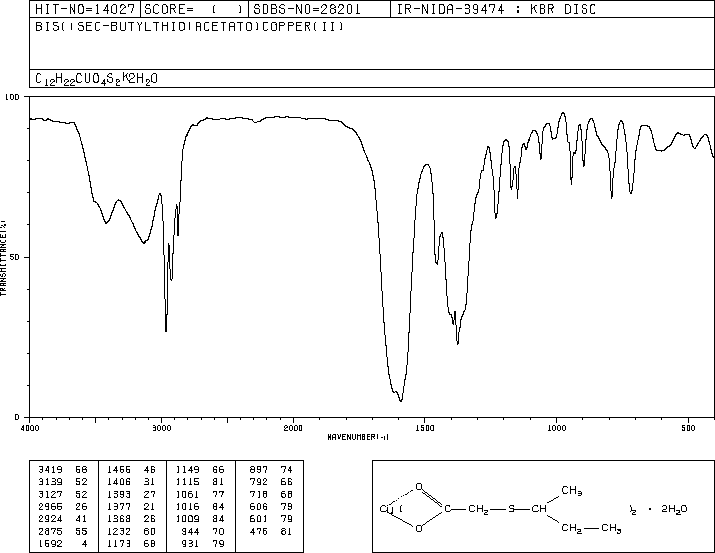 HIT-NO=14027 SCORE= ( ) SDBS-NO=28201 IR-NIDA-39474 : KBR DISC
BIS((SEC-BUTYLTHIO)ACETATO)COPPER(II)
C12H22CUO4S2*2H2O
100
50
0
TRANSMITTANCE(%)
4000 3000 2000 1500 1000 500
WAVENUMBER(-1)
3419 58 1455 46 1149 66 897 74
3139 52 1406 31 1115 81 792 66
3127 52 1393 27 1061 77 718 68
2965 26 1377 21 1016 84 606 79
2924 41 1368 26 1009 84 601 79
2875 55 1232 60 944 70 476 81
1592 4 1173 68 931 79
O
CH3
Cu ( C—CH2—S—CH )2 · 2H2O
O
CH2—CH3